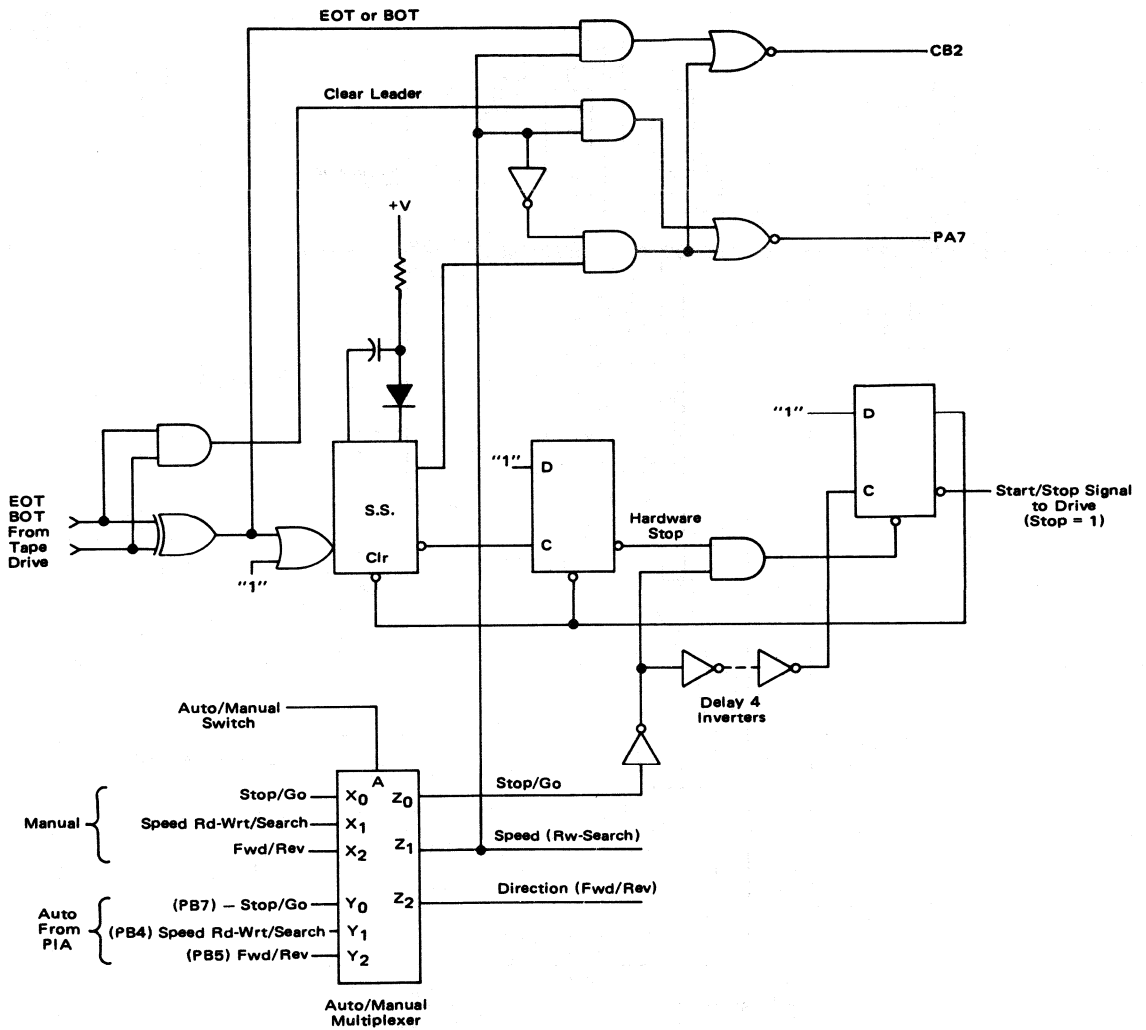 EOT or BOT
CB2
Clear Leader
+V
PA7
"1"
D
"1"
D
EOT
BOT
From
Tape
Drive
S.S.
C
Start/Stop Signal
to Drive
(Stop = 1)
Hardware
Stop
C
Clr
"1"
Delay 4
Inverters
Auto/Manual
Switch
A
Manual
Stop/Go
X0
Z0
Stop/Go
Speed Rd-Wrt/Search
X1
Fwd/Rev
X2
Z1
Speed (Rw-Search)
Auto
From
PIA
(PB7) – Stop/Go
Y0
Z2
Direction (Fwd/Rev)
(PB4) Speed Rd-Wrt/Search
Y1
(PB5) Fwd/Rev
Y2
Auto/Manual
Multiplexer